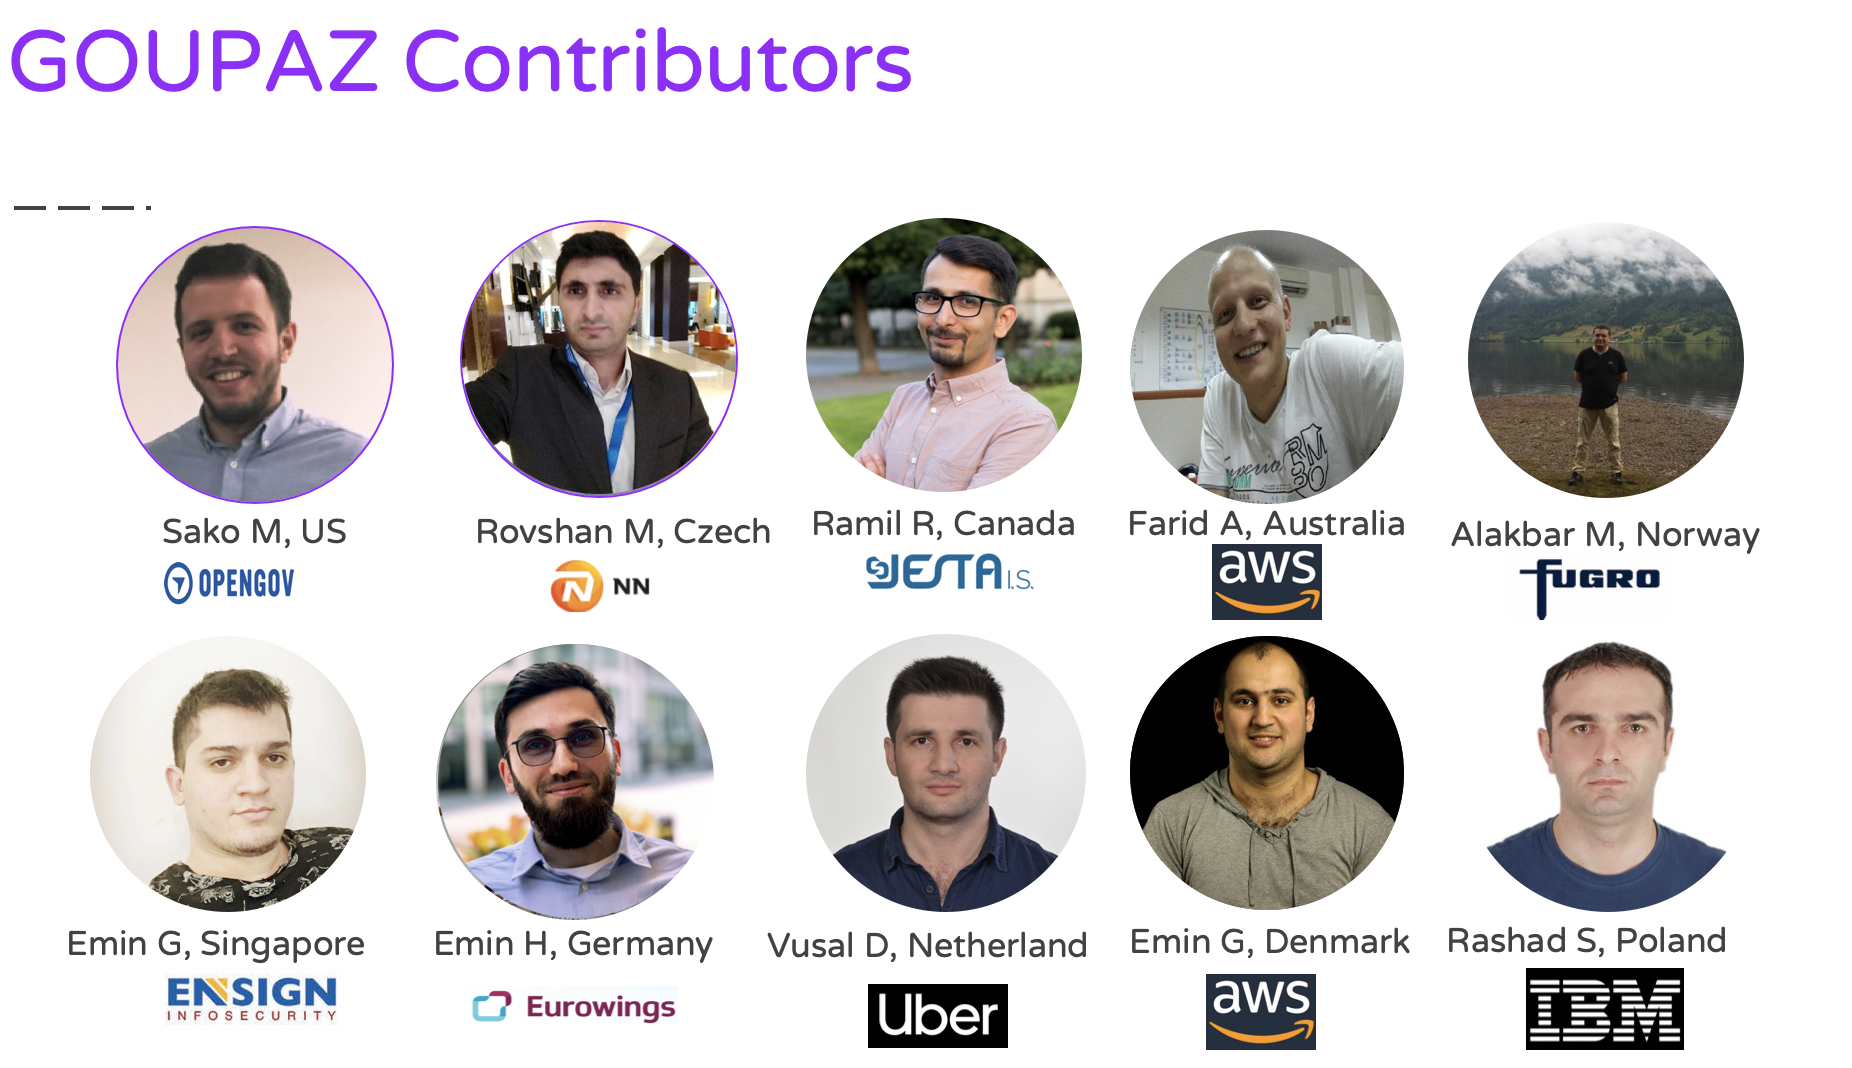 GOUPAZ Contributors
Sako M, US
Rovshan M, Czech
Ramil R, Canada
Farid A, Australia
Alakbar M, Norway
OPENGOV
N NN
JESTA I.S.
aws
FUGRO
Emin G, Singapore
Emin H, Germany
Vusal D, Netherland
Emin G, Denmark
Rashad S, Poland
ENSIGN
INFOSECURITY
Eurowings
Uber
aws
IBM